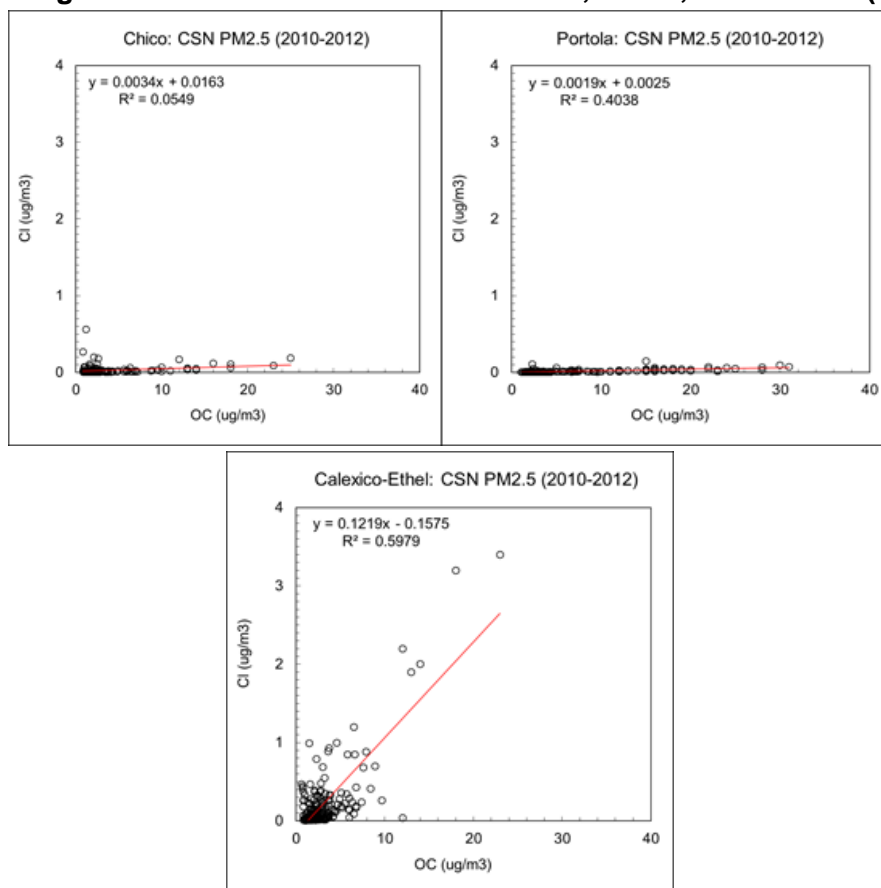 Chico: CSN PM2.5 (2010-2012)
y = 0.0034x + 0.0163
R² = 0.0549
4
3
2
1
0
Cl (ug/m3)
0 10 20 30 40
OC (ug/m3)
Portola: CSN PM2.5 (2010-2012)
y = 0.0019x + 0.0025
R² = 0.4038
4
3
2
1
0
Cl (ug/m3)
0 10 20 30 40
OC (ug/m3)
Calexico-Ethel: CSN PM2.5 (2010-2012)
y = 0.1219x - 0.1575
R² = 0.5979
4
3
2
1
0
Cl (ug/m3)
0 10 20 30 40
OC (ug/m3)